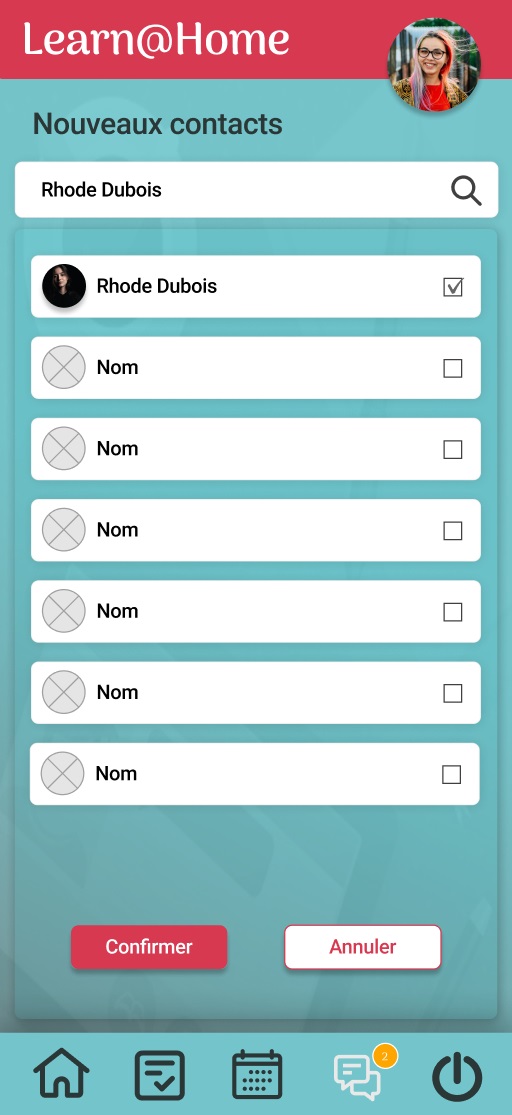 Learn@Home
Nouveaux contacts
Rhode Dubois
Rhode Dubois
Nom
Nom
Nom
Nom
Nom
Nom
Confirmer
Annuler
2